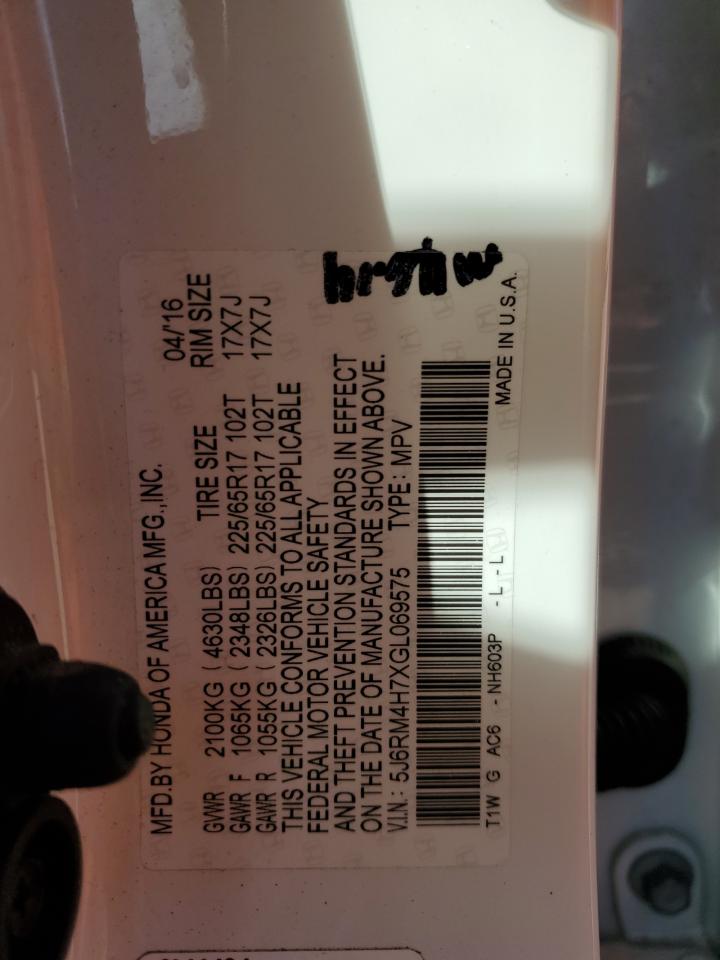 MFD.BY HONDA OF AMERICA MFG.,INC. 04/'16
TIRE SIZE RIM SIZE
GVWR 2100KG ( 4630LBS)
GAWR F 1065KG ( 2348LBS) 225/65R17 102T 17X7J
GAWR R 1055KG ( 2326LBS) 225/65R17 102T 17X7J
THIS VEHICLE CONFORMS TO ALL APPLICABLE
FEDERAL MOTOR VEHICLE SAFETY
AND THEFT PREVENTION STANDARDS IN EFFECT
ON THE DATE OF MANUFACTURE SHOWN ABOVE.
V.I.N.: 5J6RM4H7XGL069575 TYPE: MPV
T1W G AC6 - NH603P - L - L MADE IN U.S.A.